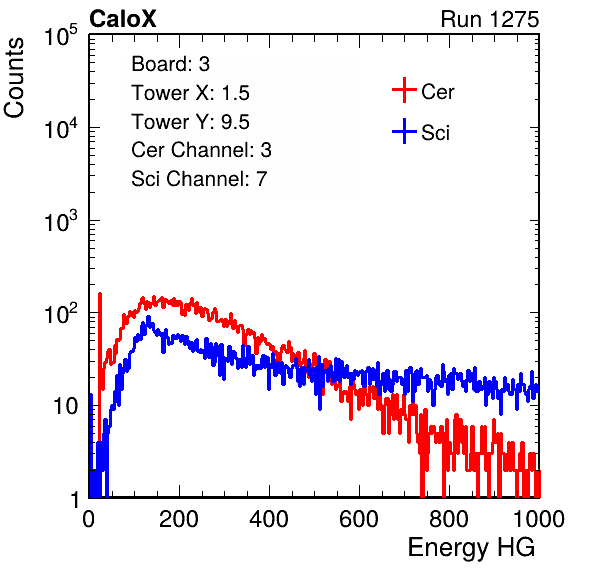 CaloX Run 1275
Counts
10^5
10^4
10^3
10^2
10
1
Board: 3
Tower X: 1.5
Tower Y: 9.5
Cer Channel: 3
Sci Channel: 7
Cer
Sci
0 200 400 600 800 1000
Energy HG